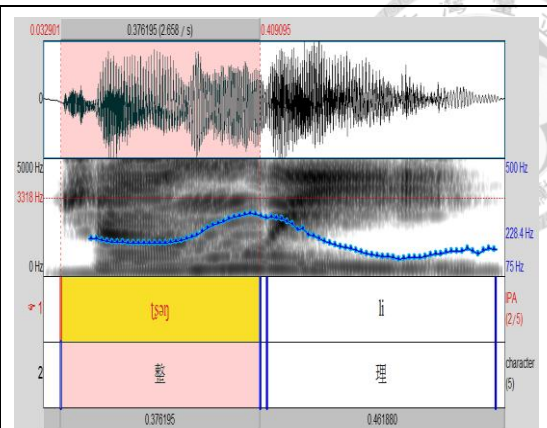 0.032901 0.376195 (2.658 / s) 0.409095
0
5000 Hz 500 Hz
3318 Hz
228.4 Hz
0 Hz 75 Hz
☞ 1 tʂəŋ li IPA
(2/5)
2 整 理 character
(5)
0.376195 0.461880